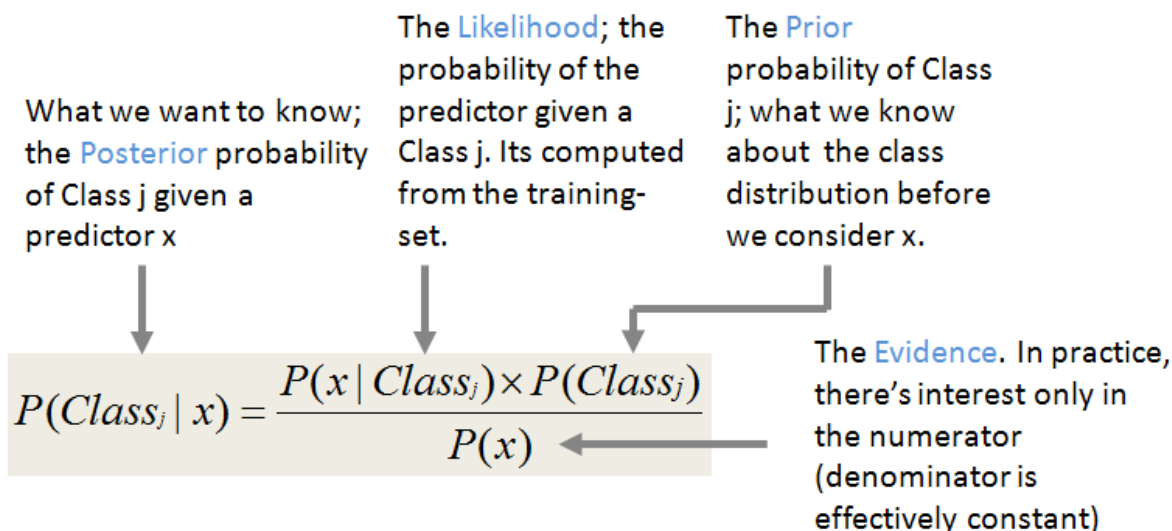 What we want to know;
the Posterior probability
of Class j given a
predictor x
The Likelihood; the
probability of the
predictor given a
Class j. Its computed
from the training-
set.
The Prior
probability of Class
j; what we know
about the class
distribution before
we consider x.
P(Classⱼ | x) = P(x | Classⱼ) × P(Classⱼ)
P(x)
The Evidence. In practice,
there’s interest only in
the numerator
(denominator is
effectively constant)